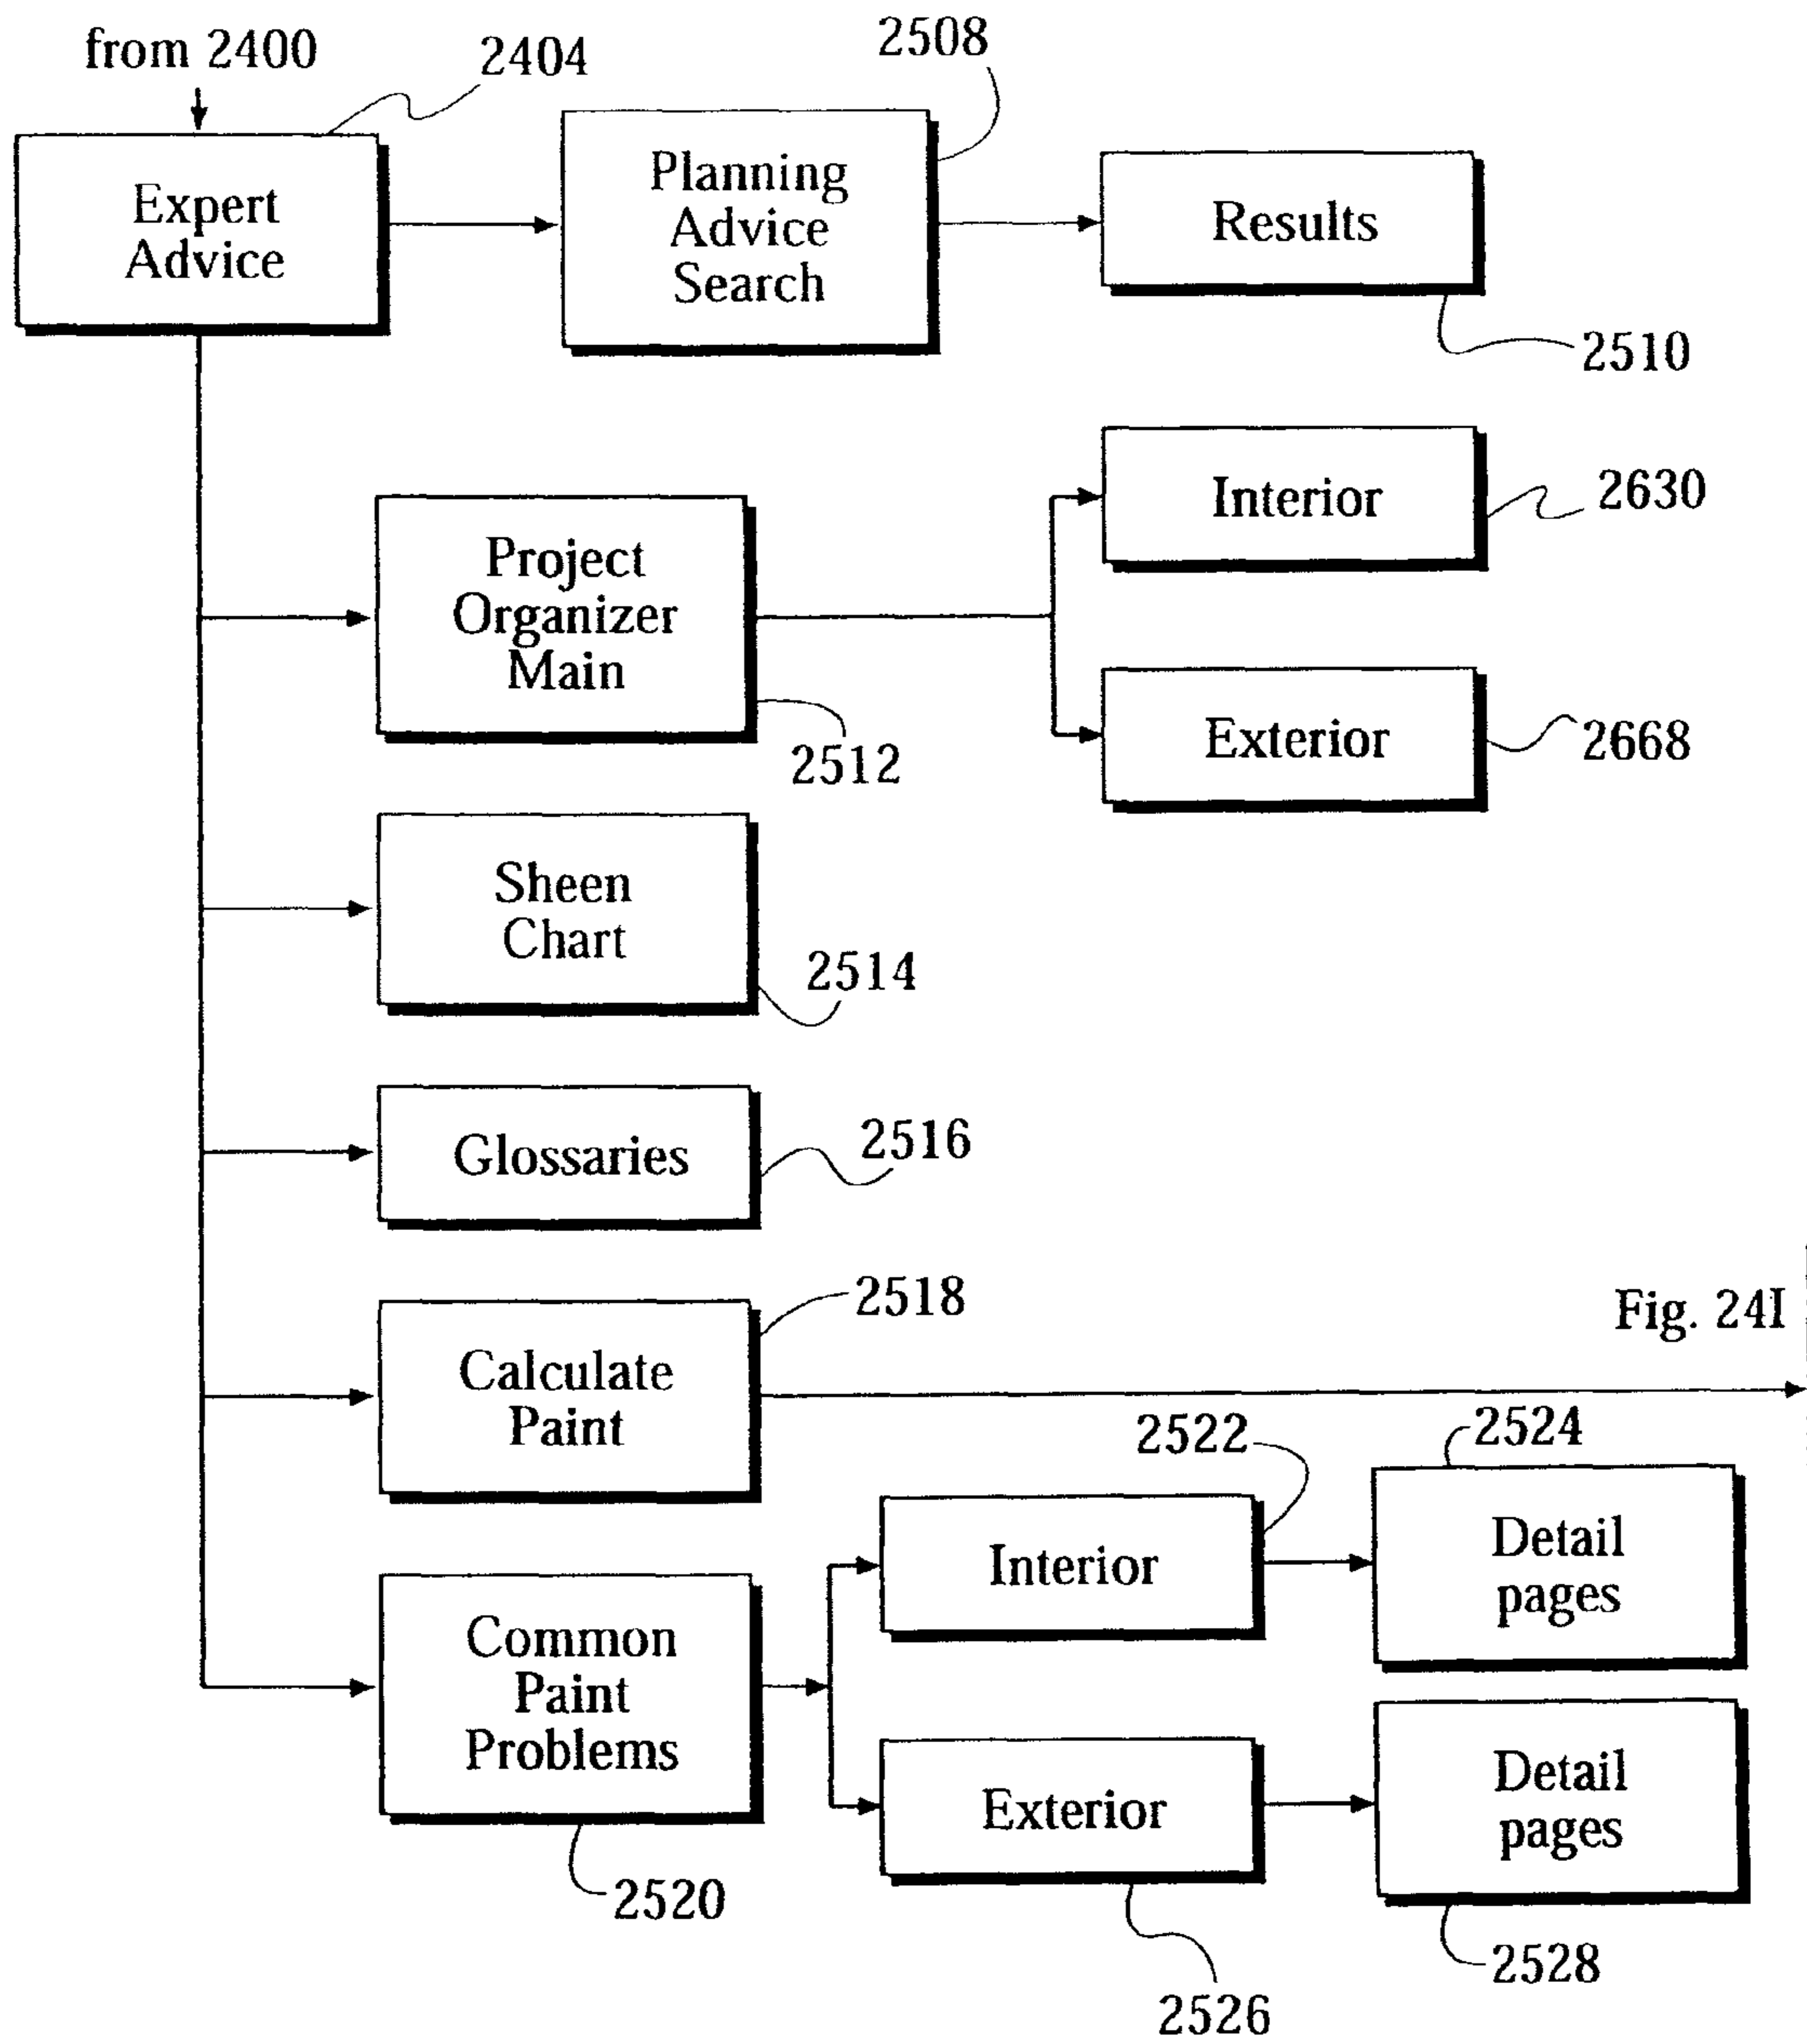 from 2400
2404
2508
Expert
Advice
Planning
Advice
Search
Results
2510
Project
Organizer
Main
2512
Interior
2630
Exterior
2668
Sheen
Chart
2514
Glossaries
2516
Calculate
Paint
2518
Fig. 24I
Common
Paint
Problems
2520
Interior
2522
Detail
pages
2524
Exterior
2526
Detail
pages
2528